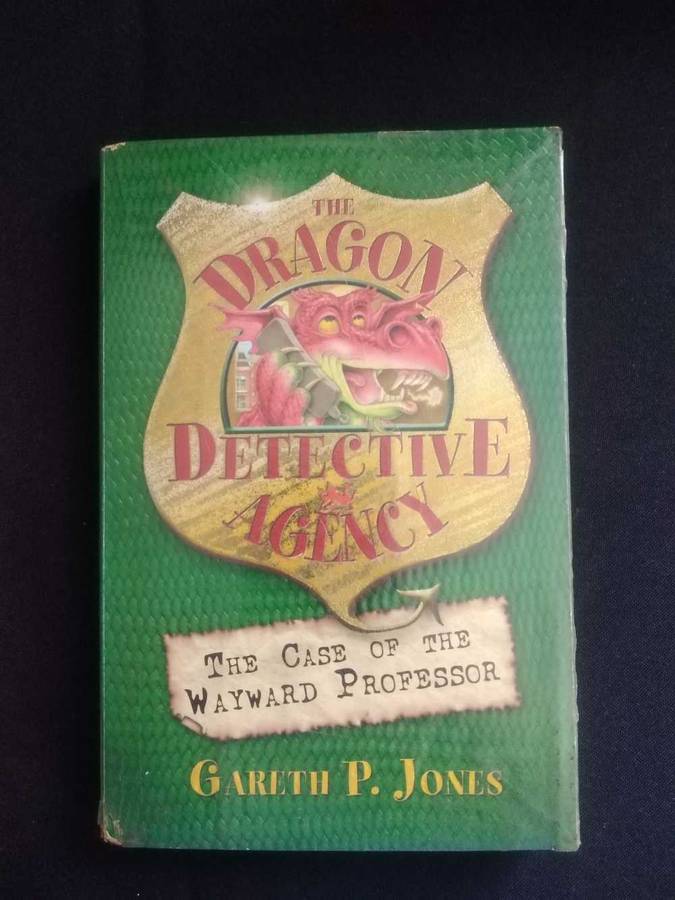 THE
DRAGON
DETECTIVE
AGENCY
THE CASE OF THE
WAYWARD PROFESSOR
GARETH P. JONES